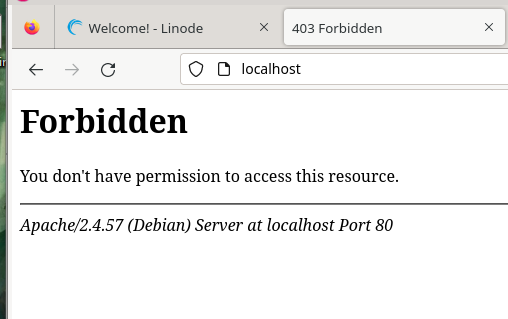 Welcome! - Linode
403 Forbidden
localhost
Forbidden
You don't have permission to access this resource.
Apache/2.4.57 (Debian) Server at localhost Port 80